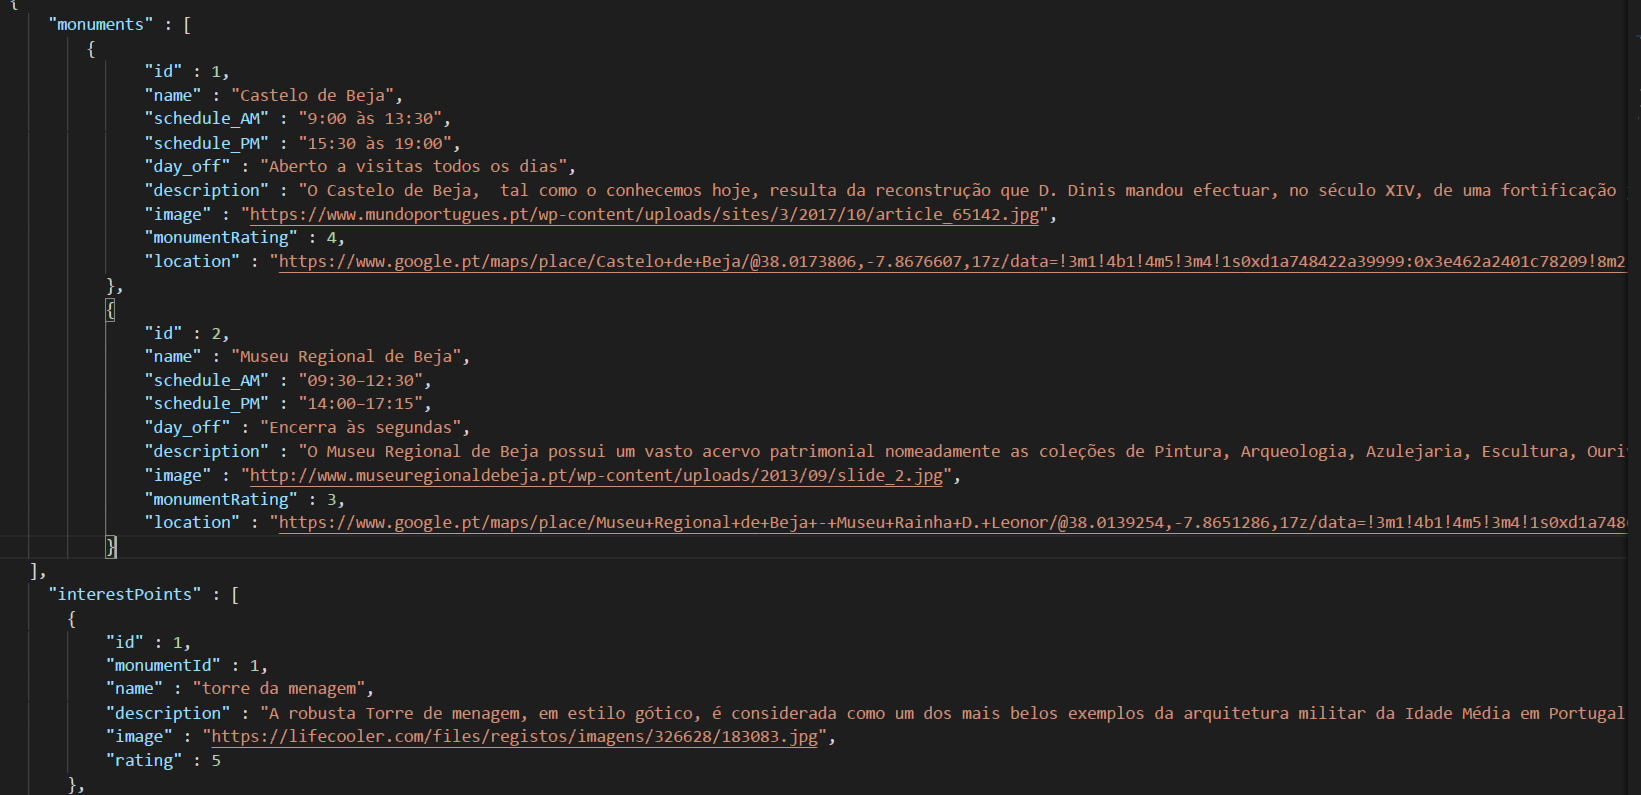 {
"monuments" : [
{
"id" : 1,
"name" : "Castelo de Beja",
"schedule_AM" : "9:00 às 13:30",
"schedule_PM" : "15:30 às 19:00",
"day_off" : "Aberto a visitas todos os dias",
"description" : "O Castelo de Beja,  tal como o conhecemos hoje, resulta da reconstrução que D. Dinis mandou efectuar, no século XIV, de uma fortificação
"image" : "https://www.mundoportugues.pt/wp-content/uploads/sites/3/2017/10/article_65142.jpg",
"monumentRating" : 4,
"location" : "https://www.google.pt/maps/place/Castelo+de+Beja/@38.0173806,-7.8676607,17z/data=!3m1!4b1!4m5!3m4!1s0xd1a748422a39999:0x3e462a2401c78209!8m2
},
{
"id" : 2,
"name" : "Museu Regional de Beja",
"schedule_AM" : "09:30–12:30",
"schedule_PM" : "14:00–17:15",
"day_off" : "Encerra às segundas",
"description" : "O Museu Regional de Beja possui um vasto acervo patrimonial nomeadamente as coleções de Pintura, Arqueologia, Azulejaria, Escultura, Ouri
"image" : "http://www.museuregionaldebeja.pt/wp-content/uploads/2013/09/slide_2.jpg",
"monumentRating" : 3,
"location" : "https://www.google.pt/maps/place/Museu+Regional+de+Beja+-+Museu+Rainha+D.+Leonor/@38.0139254,-7.8651286,17z/data=!3m1!4b1!4m5!3m4!1s0xd1a748
}
],
"interestPoints" : [
{
"id" : 1,
"monumentId" : 1,
"name" : "torre da menagem",
"description" : "A robusta Torre de menagem, em estilo gótico, é considerada como um dos mais belos exemplos da arquitetura militar da Idade Média em Portugal
"image" : "https://lifecooler.com/files/registos/imagens/326628/183083.jpg",
"rating" : 5
},